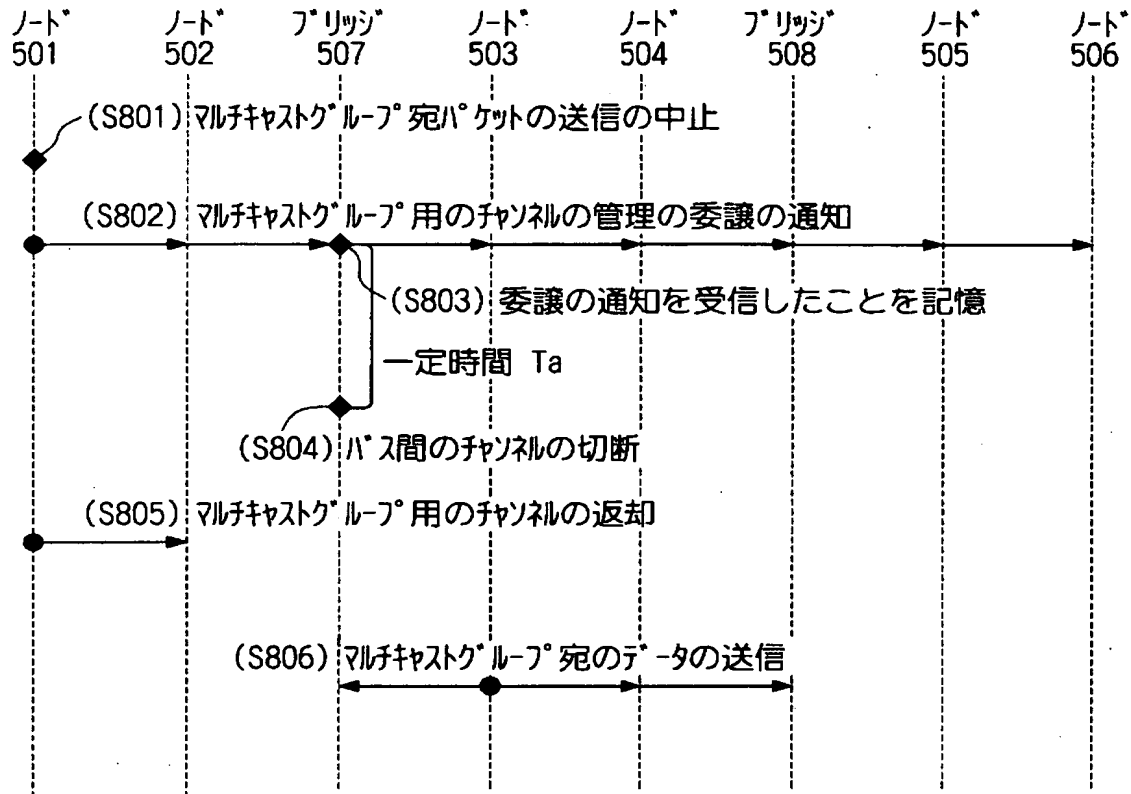 ノード ノード ブリッジ ノード ノード ブリッジ ノード ノード
501 502 507 503 504 508 505 506
(S801) マルチキャストグループ宛パケットの送信の中止
(S802) マルチキャストグループ用のチャンネルの管理の委譲の通知
(S803) 委譲の通知を受信したことを記憶
一定時間 Ta
(S804) バス間のチャンネルの切断
(S805) マルチキャストグループ用のチャンネルの返却
(S806) マルチキャストグループ宛のデータの送信